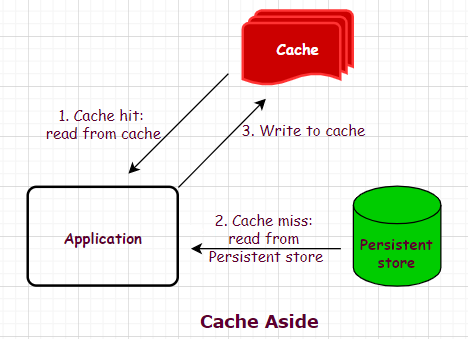 Cache
1. Cache hit:
read from cache
3. Write to cache
Application
2. Cache miss:
read from
Persistent store
Persistent
store
Cache Aside